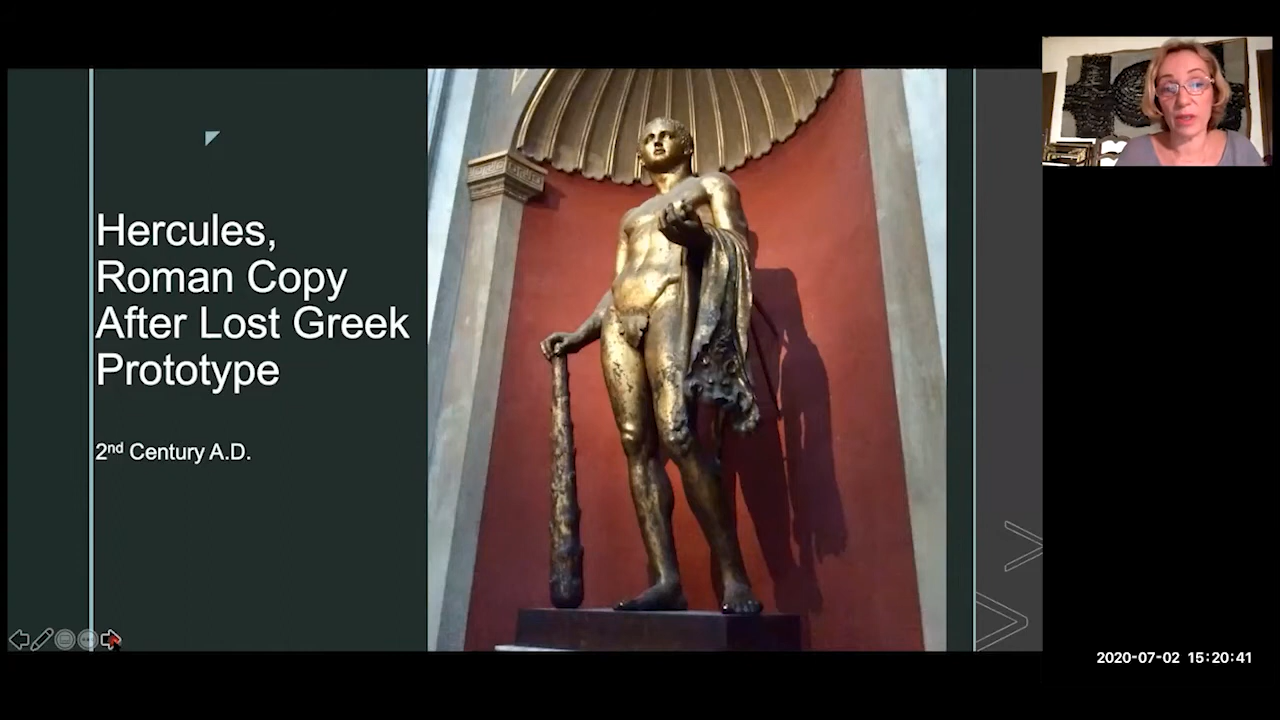 Hercules,
Roman Copy
After Lost Greek
Prototype
2nd Century A.D.
2020-07-02 15:20:41